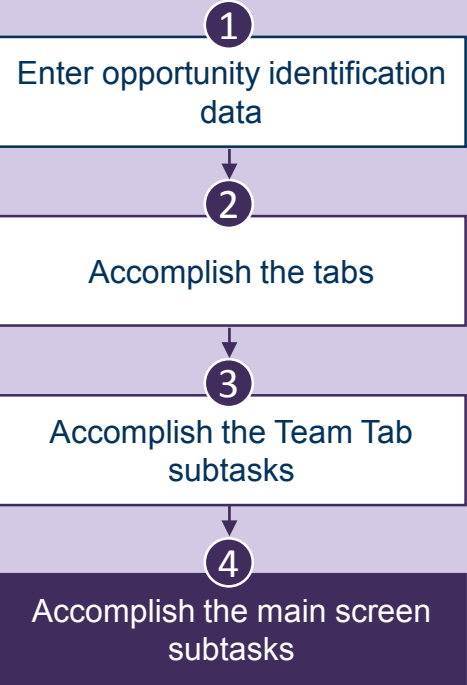 1
Enter opportunity identification
data
2
Accomplish the tabs
3
Accomplish the Team Tab
subtasks
4
Accomplish the main screen
subtasks